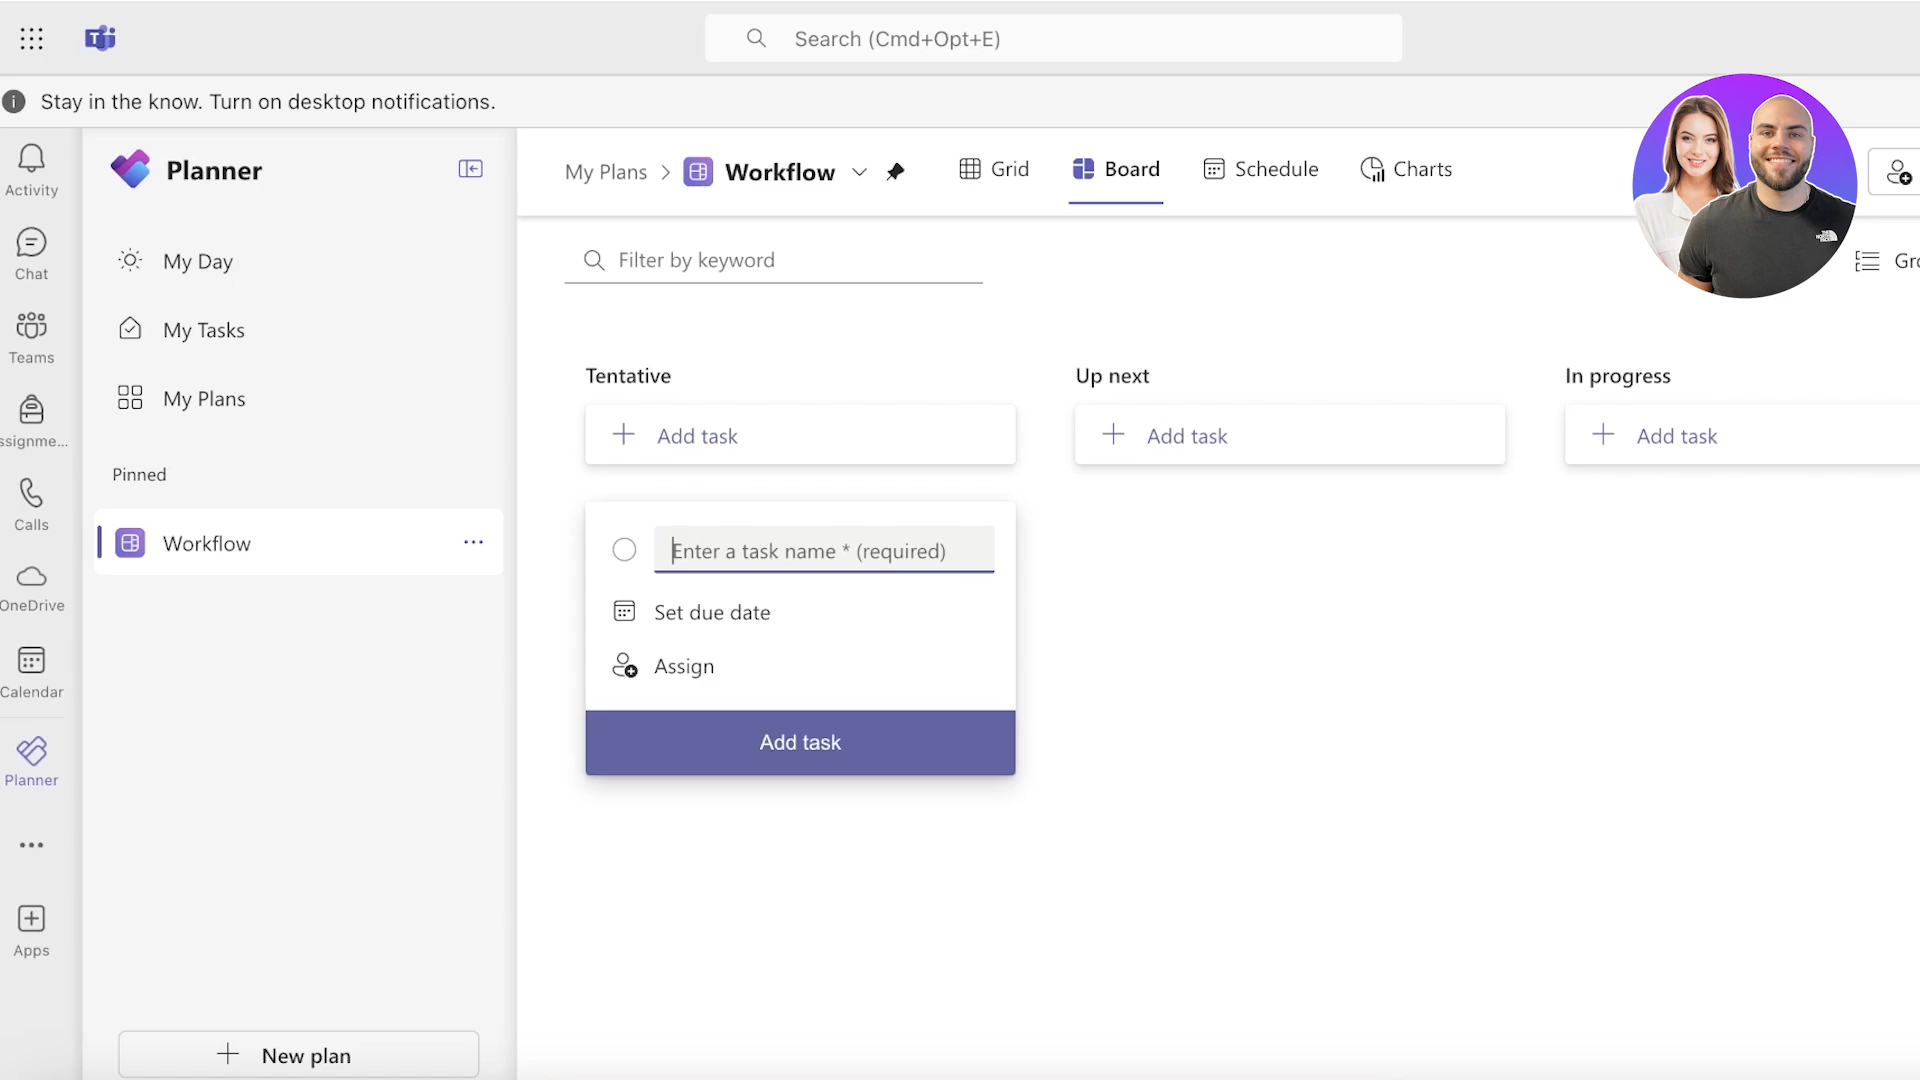 Search (Cmd+Opt+E)
Stay in the know. Turn on desktop notifications.
Activity
Chat
Teams
ssignme...
Calls
OneDrive
Calendar
Planner
Apps
Planner
My Day
My Tasks
My Plans
Pinned
Workflow
New plan
My Plans > Workflow
Grid
Board
Schedule
Charts
Filter by keyword
Gro
Tentative
Add task
Enter a task name * (required)
Set due date
Assign
Add task
Up next
Add task
In progress
Add task